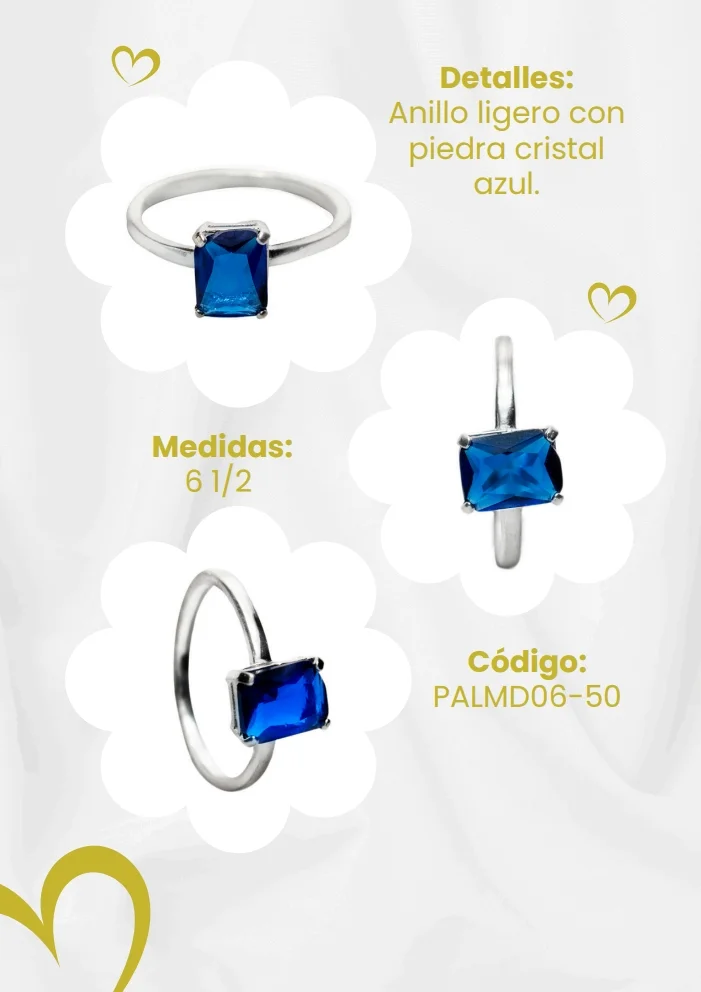 Detalles:
Anillo ligero con
piedra cristal
azul.
Medidas:
6 1/2
Código:
PALMD06-50